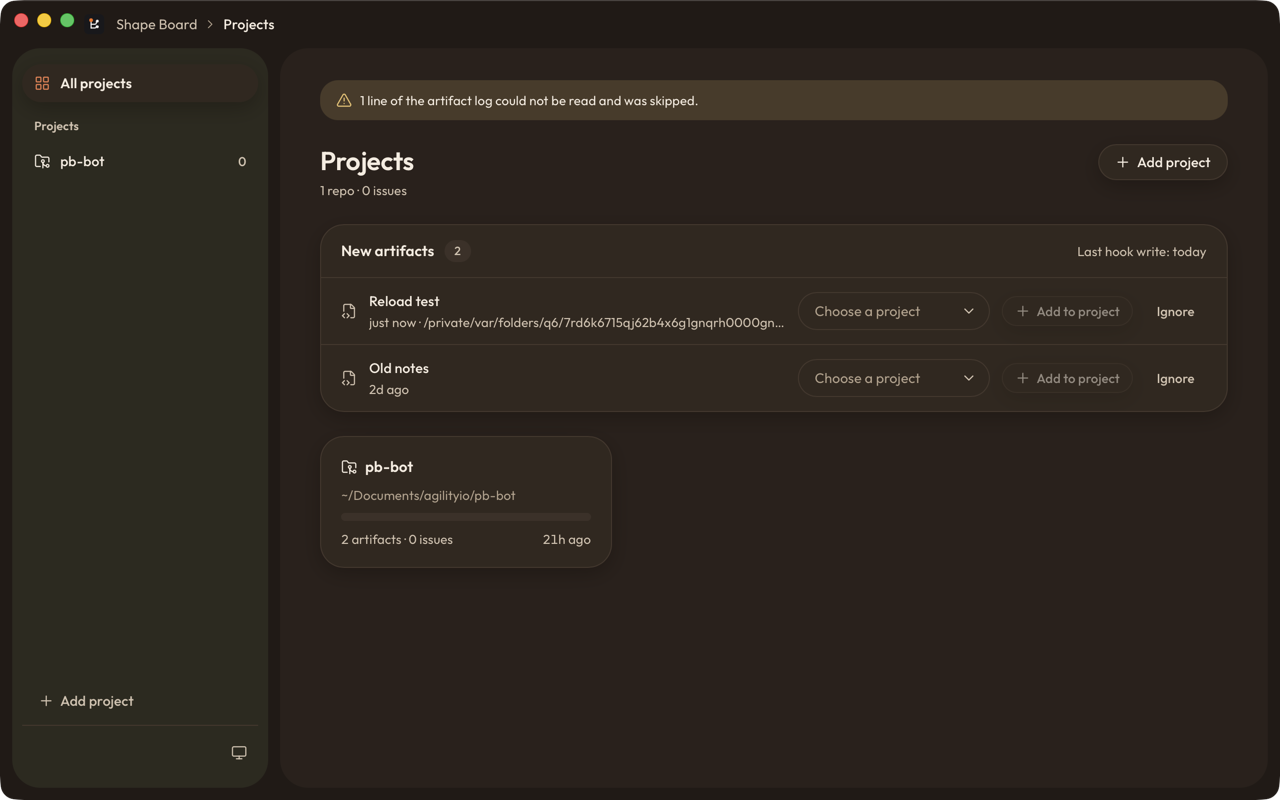 Shape Board > Projects
All projects
Projects
pb-bot 0
Add project
1 line of the artifact log could not be read and was skipped.
Projects
Add project
1 repo · 0 issues
New artifacts 2
Last hook write: today
Reload test
just now · /private/var/folders/q6/7rd6k6715qj62b4x6g1gnqrh0000gn…
Choose a project
Add to project
Ignore
Old notes
2d ago
Choose a project
Add to project
Ignore
pb-bot
~/Documents/agilityio/pb-bot
2 artifacts · 0 issues
21h ago